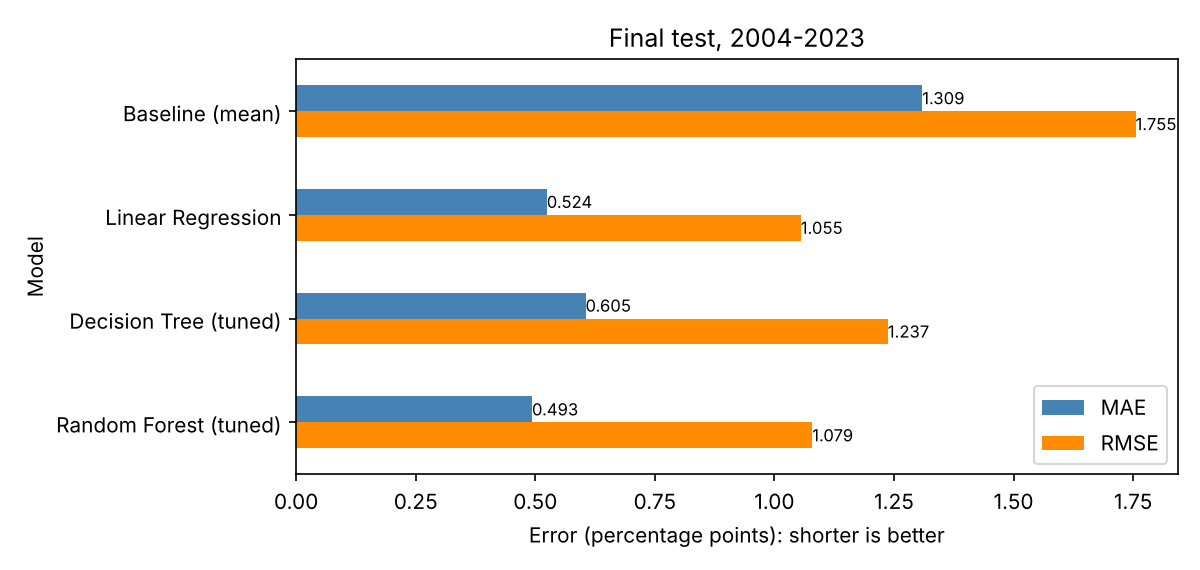 Final test, 2004-2023
Model
Baseline (mean)
1.309
1.755
Linear Regression
0.524
1.055
Decision Tree (tuned)
0.605
1.237
Random Forest (tuned)
0.493
1.079
MAE
RMSE
0.00 0.25 0.50 0.75 1.00 1.25 1.50 1.75
Error (percentage points): shorter is better